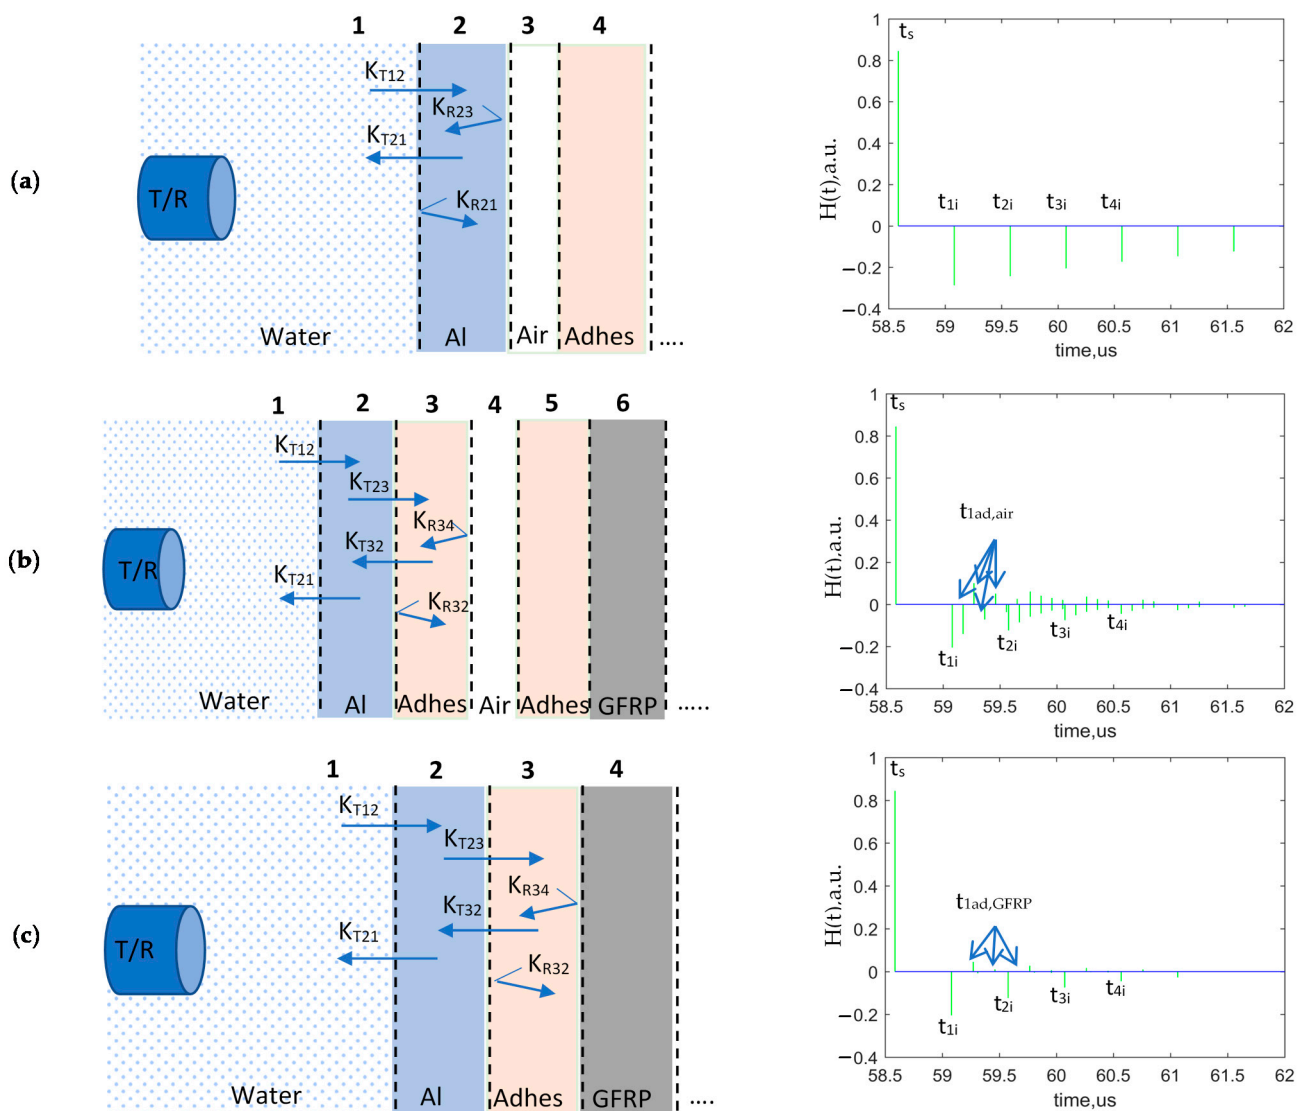 (a)
1 2 3 4
K_T12
K_R23
K_T21
K_R21
T/R
Water Al Air Adhes ....
H(t),a.u.
1
0.8
0.6
0.4
0.2
0
−0.2
−0.4
t_s
t_1i t_2i t_3i t_4i
58.5 59 59.5 60 60.5 61 61.5 62
time,us
(b)
1 2 3 4 5 6
K_T12
K_T23
K_R34
K_T32
K_T21
K_R32
T/R
Water Al Adhes Air Adhes GFRP .....
H(t),a.u.
1
0.8
0.6
0.4
0.2
0
−0.2
−0.4
t_s
t_1ad,air
t_1i t_2i t_3i t_4i
58.5 59 59.5 60 60.5 61 61.5 62
time,us
(c)
1 2 3 4
K_T12
K_T23
K_R34
K_T32
K_T21
K_R32
T/R
Water Al Adhes GFRP ....
H(t),a.u.
1
0.8
0.6
0.4
0.2
0
−0.2
−0.4
t_s
t_1ad,GFRP
t_1i t_2i t_3i t_4i
58.5 59 59.5 60 60.5 61 61.5 62
time,us